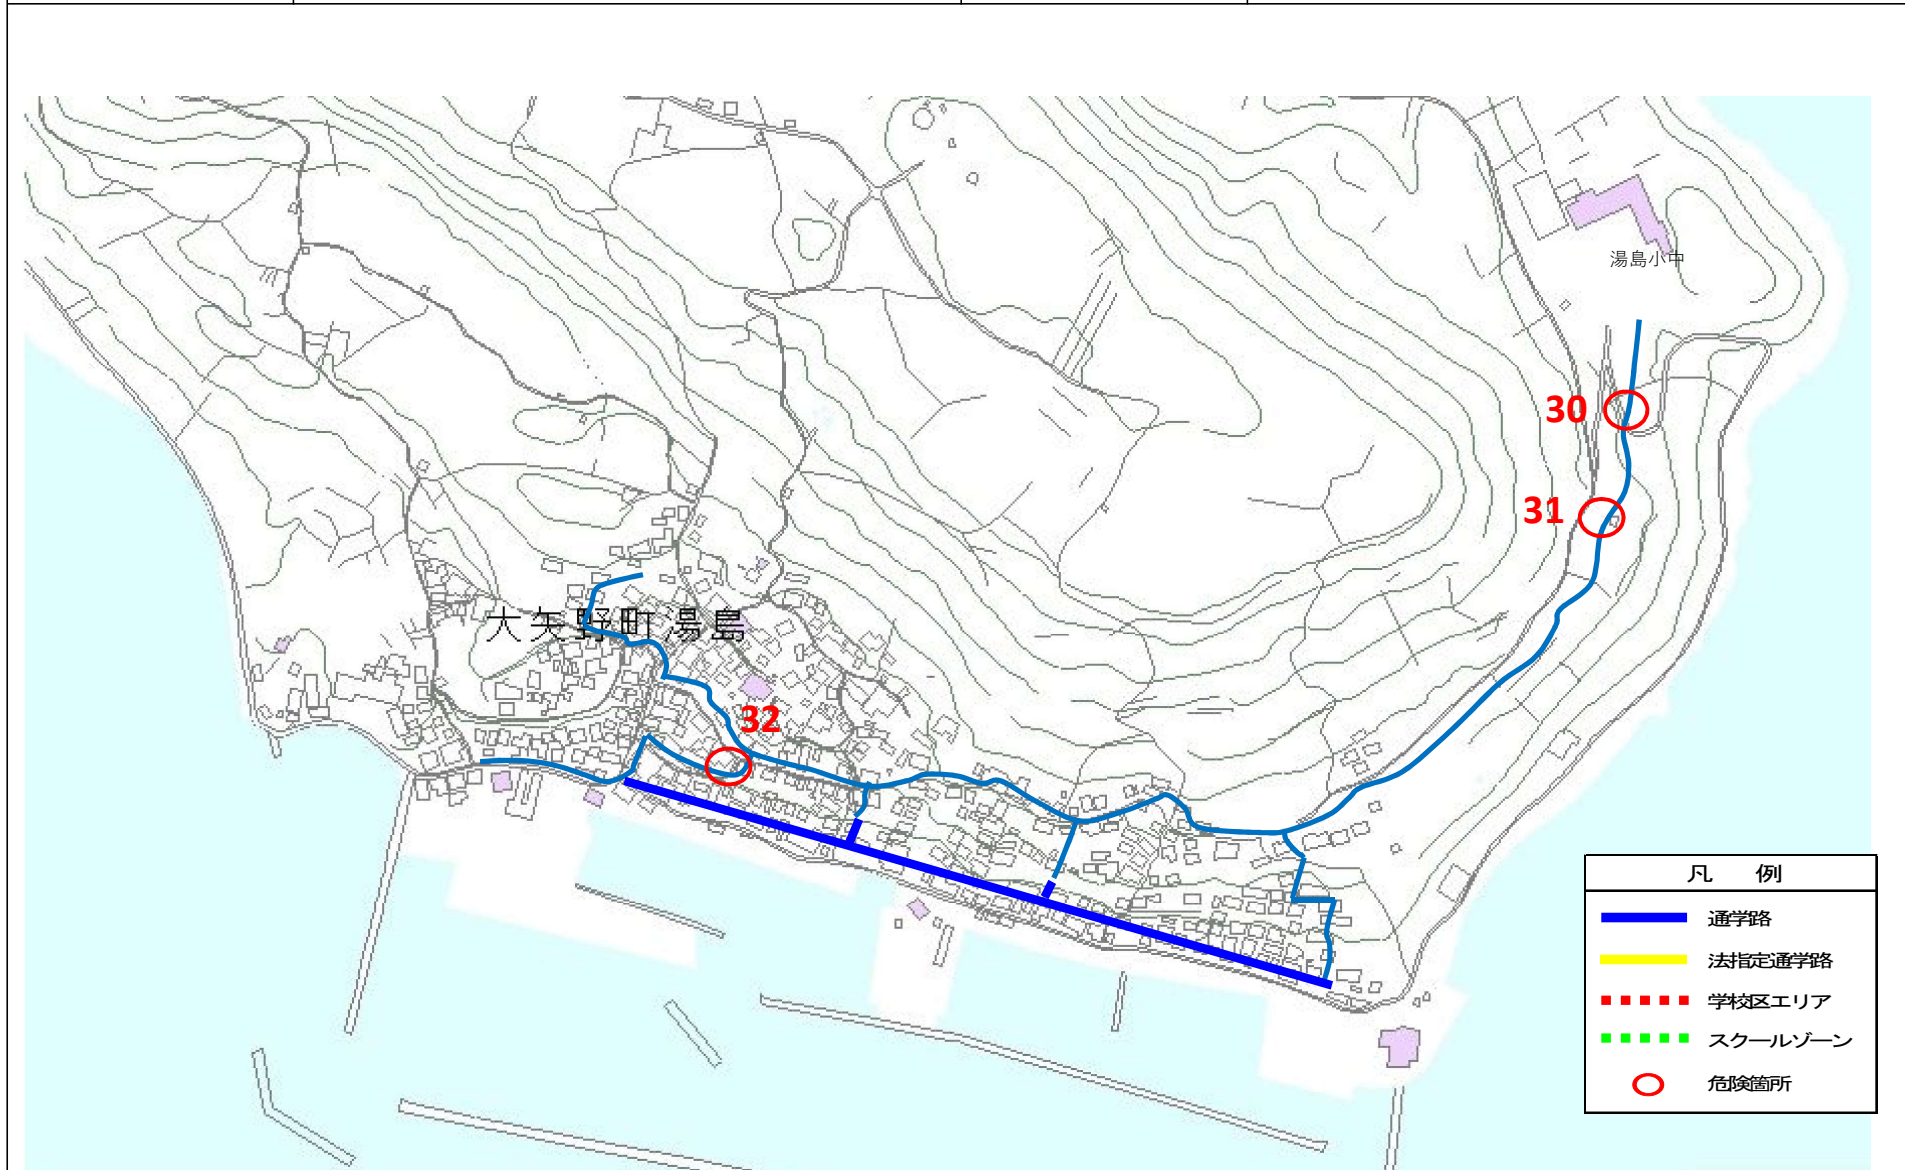 湯島小中
30
31
大矢野町湯島
32
凡 例
通学路
法指定通学路
学校区エリア
スクールゾーン
危険箇所